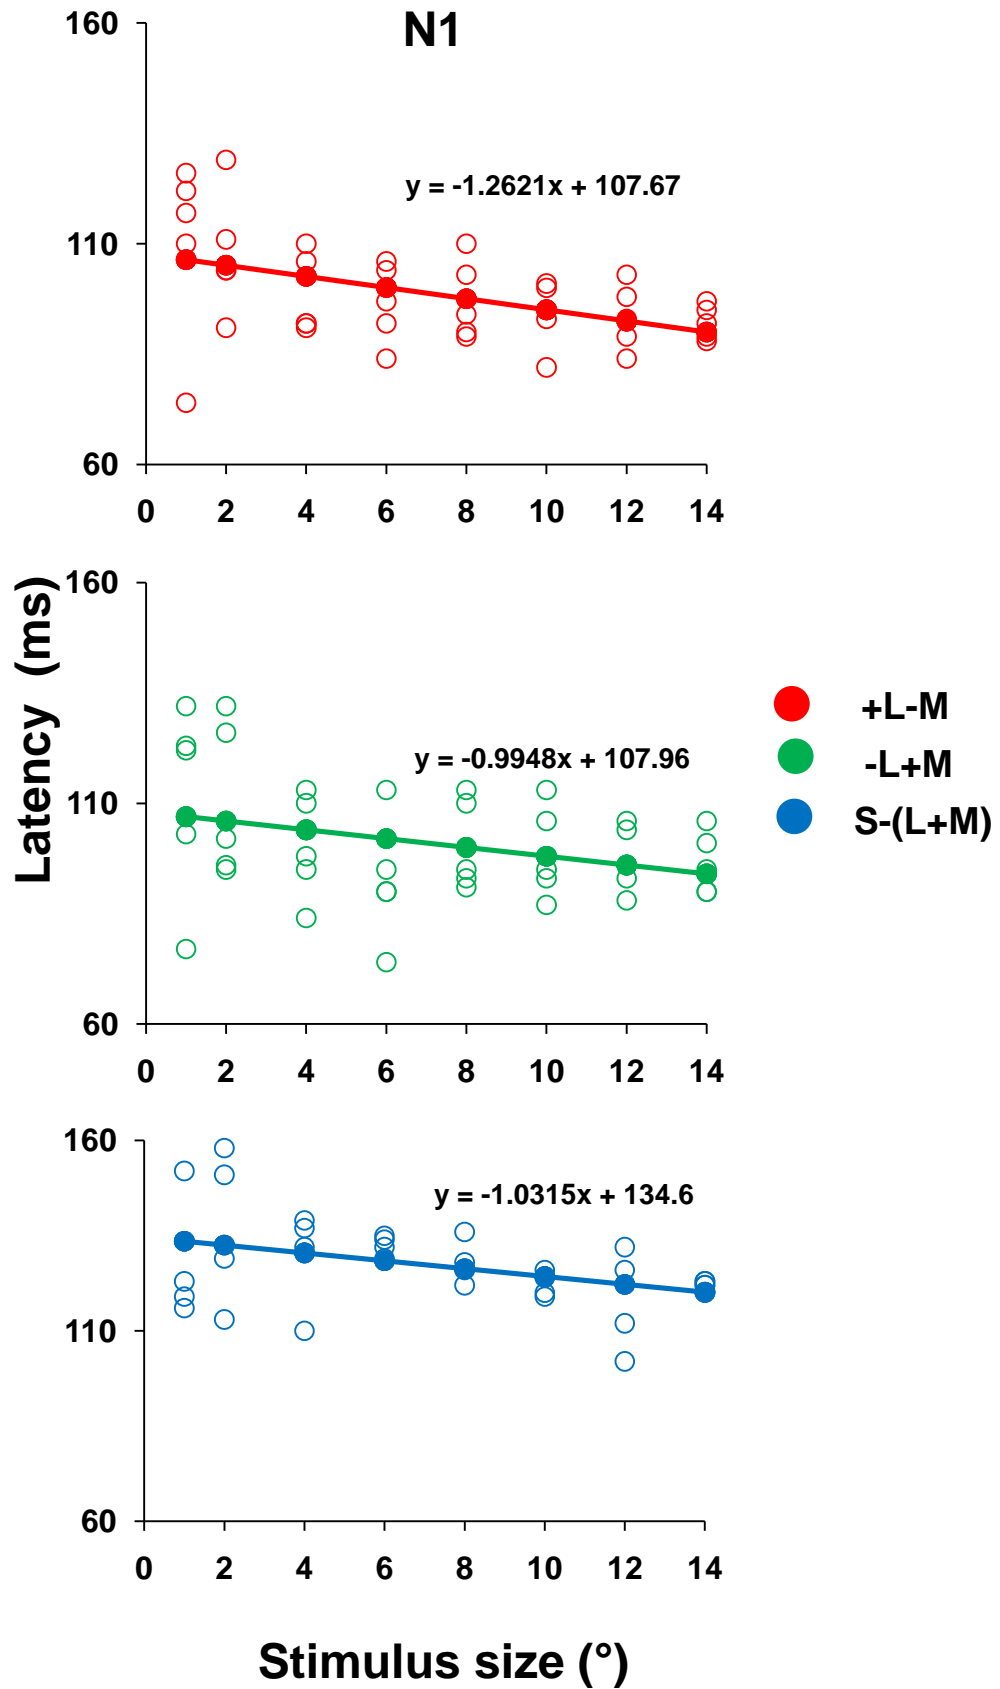 N1
160
110
60
0 2 4 6 8 10 12 14
y = -1.2621x + 107.67
160
110
60
0 2 4 6 8 10 12 14
y = -0.9948x + 107.96
Latency (ms)
+L-M
-L+M
S-(L+M)
160
110
60
0 2 4 6 8 10 12 14
y = -1.0315x + 134.6
Stimulus size (°)